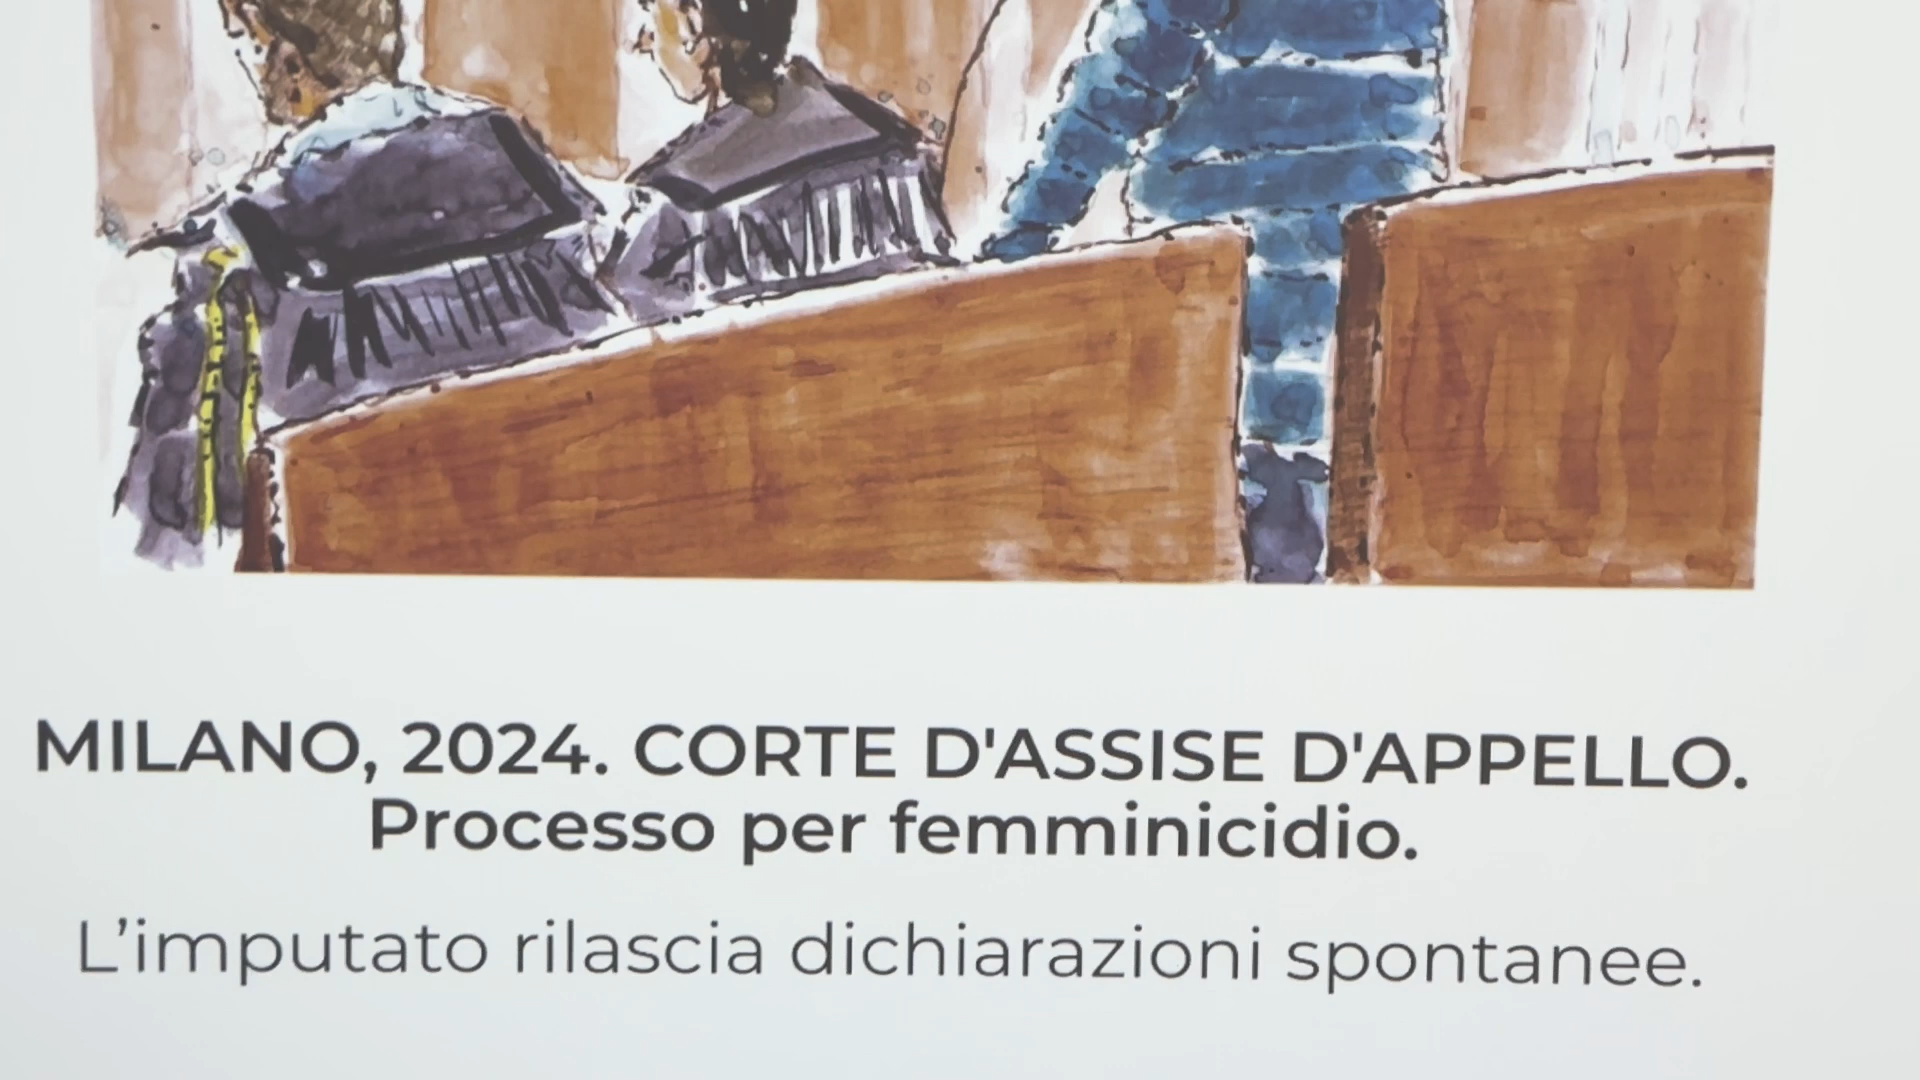 MILANO, 2024. CORTE D'ASSISE D'APPELLO.
Processo per femminicidio.
L’imputato rilascia dichiarazioni spontanee.